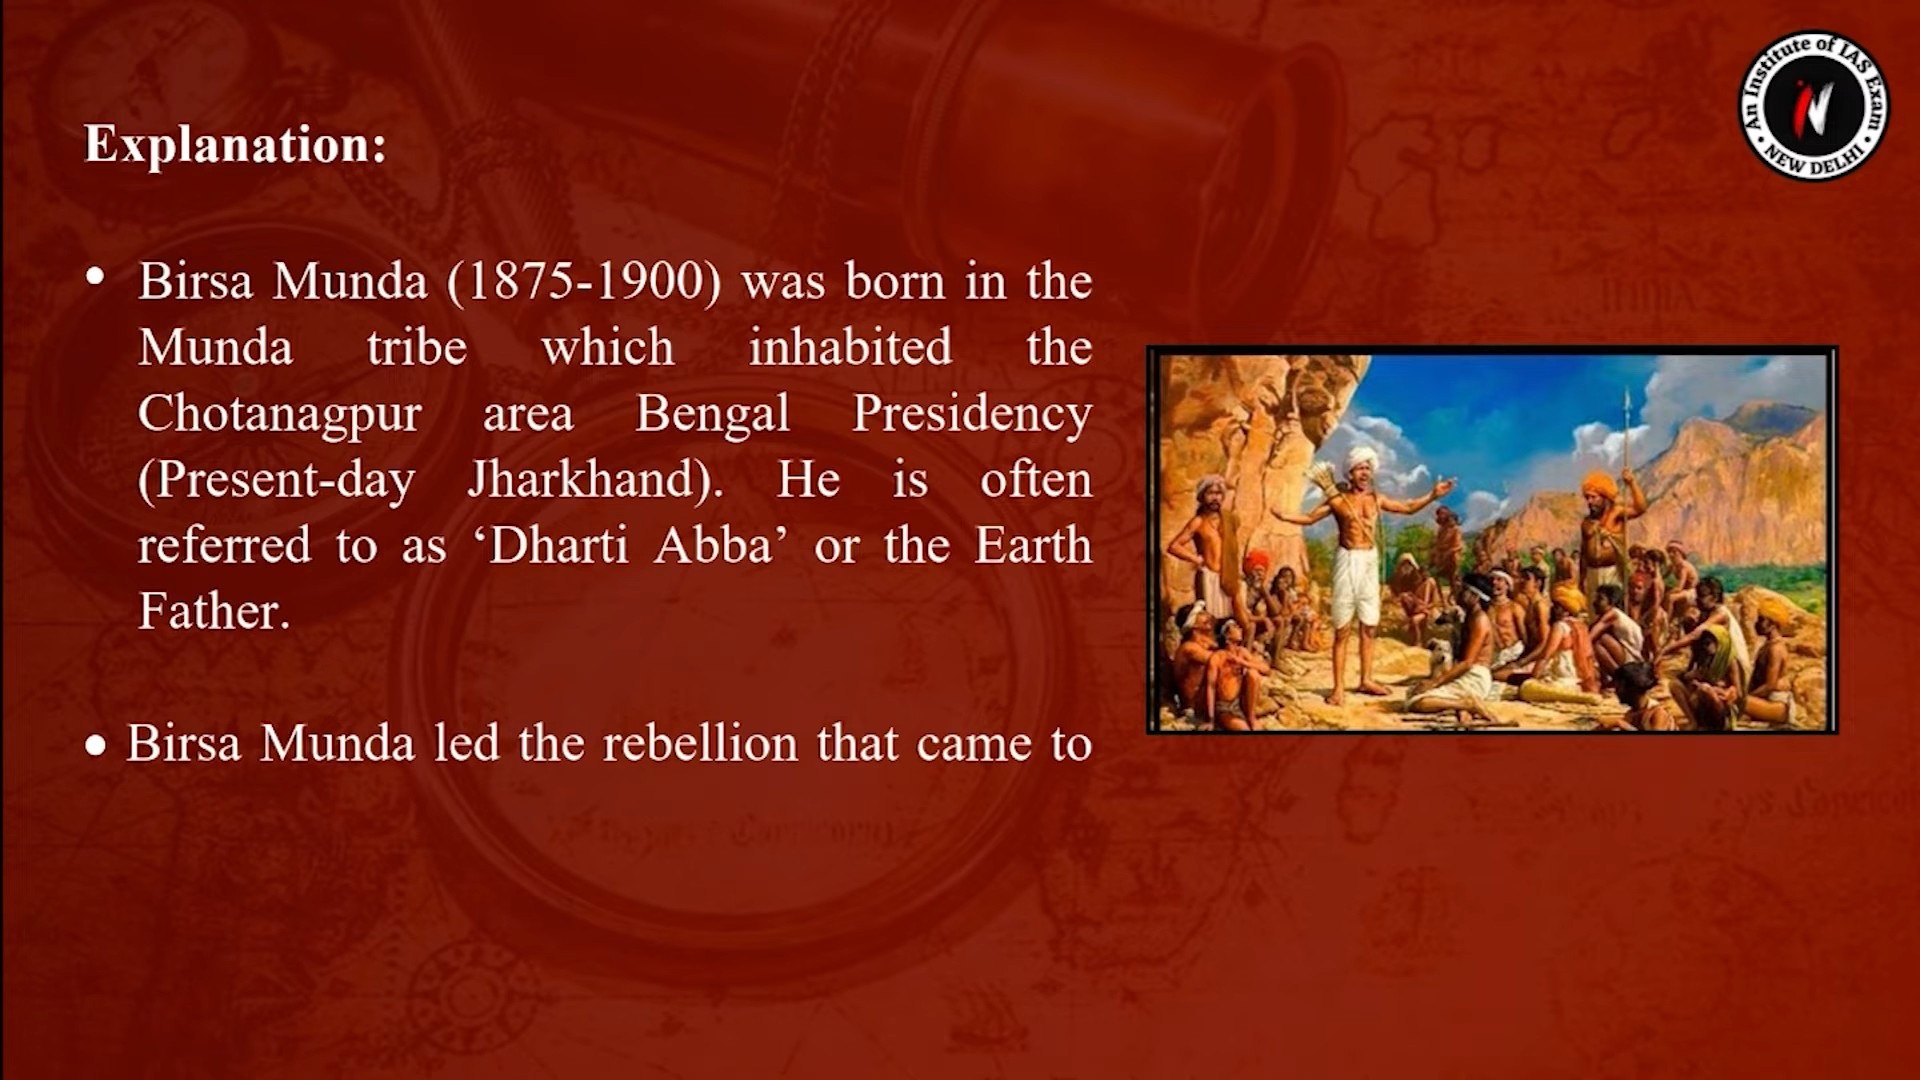 An Institute of IAS Exam
• NEW DELHI •
Explanation:
• Birsa Munda (1875-1900) was born in the
Munda tribe which inhabited the
Chotanagpur area Bengal Presidency
(Present-day Jharkhand). He is often
referred to as ‘Dharti Abba’ or the Earth
Father.
• Birsa Munda led the rebellion that came to